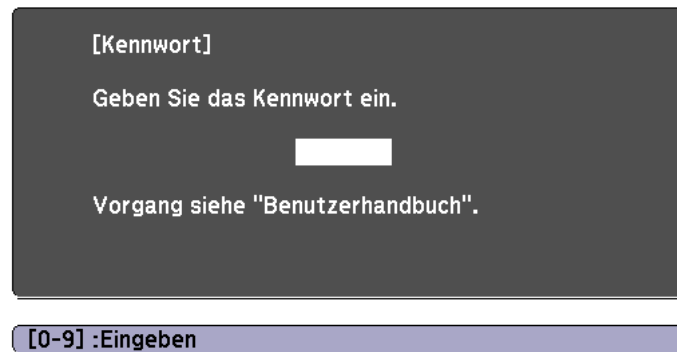 [Kennwort]
Geben Sie das Kennwort ein.
Vorgang siehe "Benutzerhandbuch".
[0-9] :Eingeben